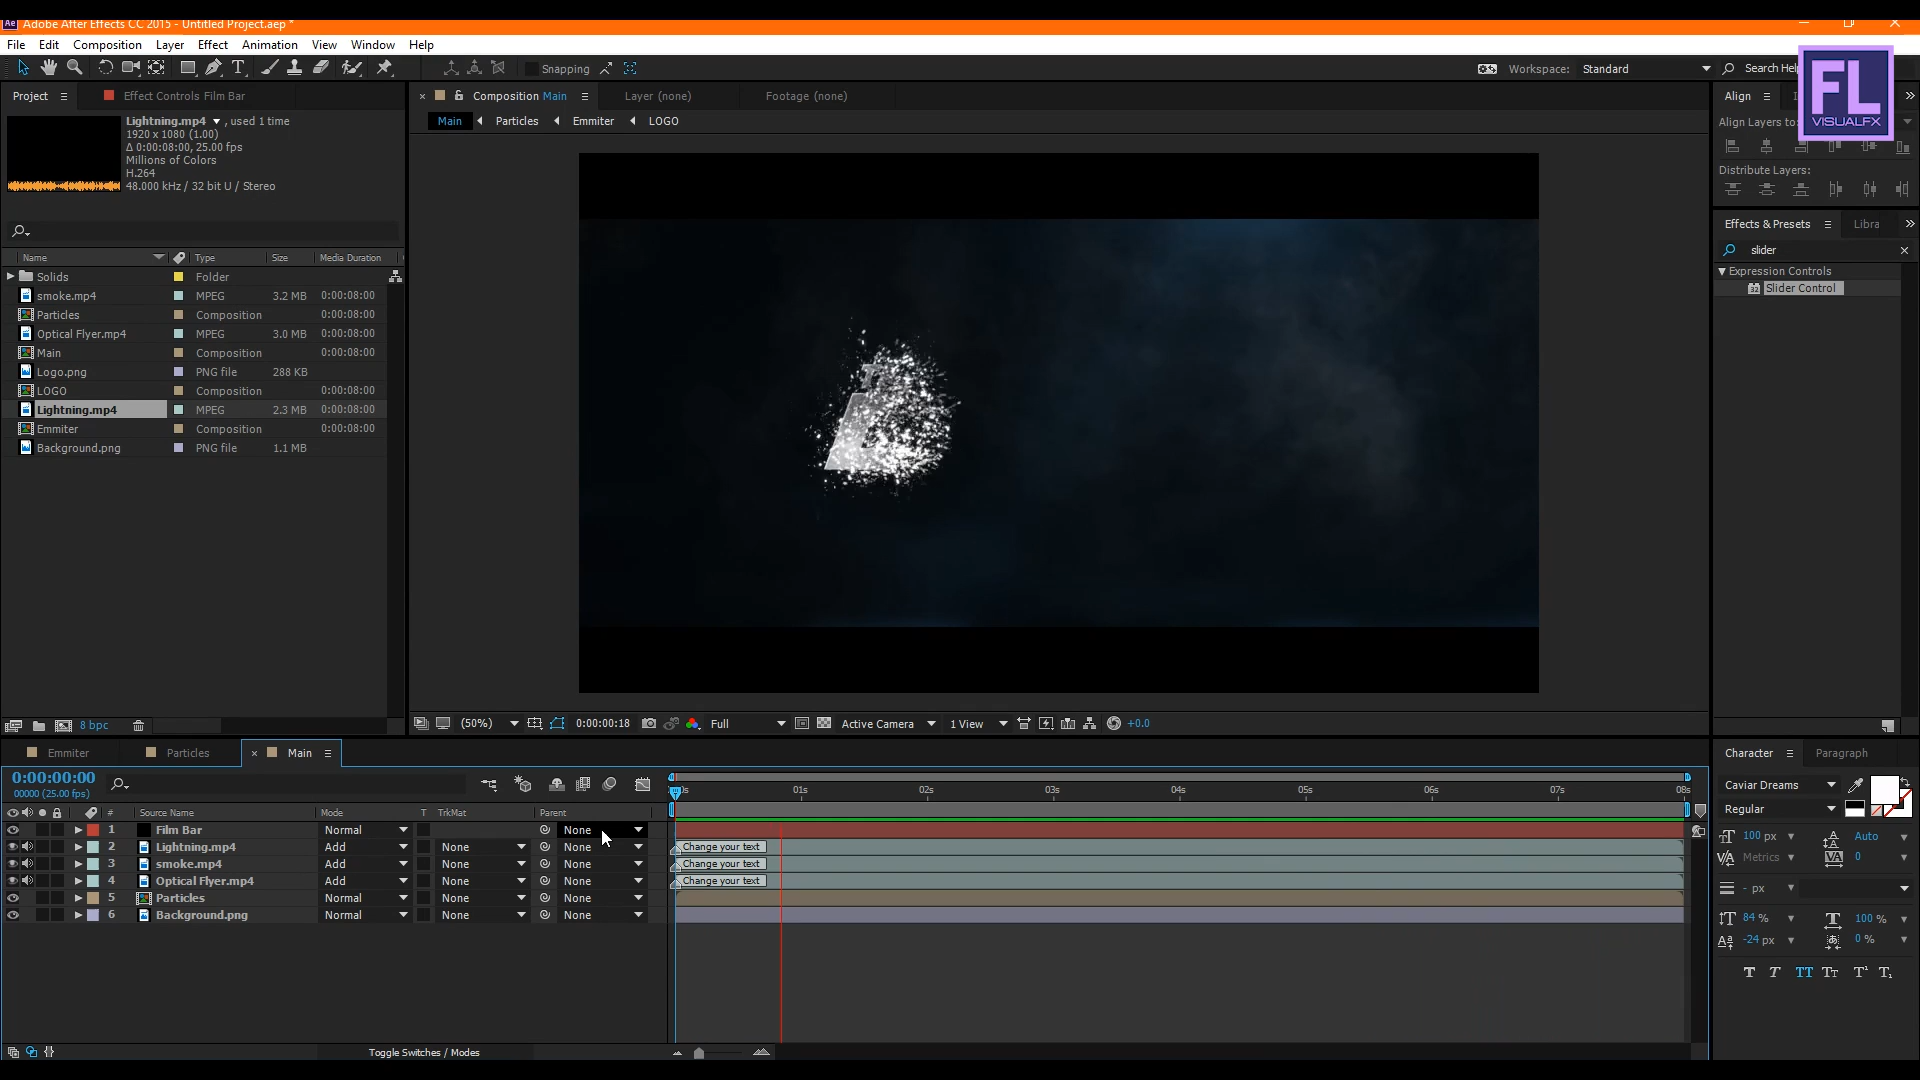 Adobe After Effects CC 2015 - Untitled Project.aep *
File Edit Composition Layer Effect Animation View Window Help
Snapping Workspace: Standard Search Help
FL
VISUALFX
Project Effect Controls Film Bar
Composition Main Layer (none) Footage (none)
Align
Lightning.mp4 , used 1 time
1920 x 1080 (1.00)
Δ 0:00:08:00, 25.00 fps
Millions of Colors
H.264
48.000 kHz / 32 bit U / Stereo
Main Particles Emmiter LOGO
Align Layers to:
Distribute Layers:
Effects & Presets Libra
slider
Expression Controls
32 Slider Control
Name Type Size Media Duration
Solids Folder
smoke.mp4 MPEG 3.2 MB 0:00:08:00
Particles Composition 0:00:08:00
Optical Flyer.mp4 MPEG 3.0 MB 0:00:08:00
Main Composition 0:00:08:00
Logo.png PNG file 288 KB
LOGO Composition 0:00:08:00
Lightning.mp4 MPEG 2.3 MB 0:00:08:00
Emmiter Composition 0:00:08:00
Background.png PNG file 1.1 MB
8 bpc
(50%) 0:00:00:18 Full Active Camera 1 View +0.0
Emmiter Particles Main
0:00:00:00
00000 (25.00 fps)
01s 02s 03s 04s 05s 06s 07s 08s
# Source Name Mode T TrkMat Parent
1 Film Bar Normal None
2 Lightning.mp4 Add None None Change your text
3 smoke.mp4 Add None None Change your text
4 Optical Flyer.mp4 Add None None Change your text
5 Particles Normal None None
6 Background.png Normal None None
Toggle Switches / Modes
Character Paragraph
Caviar Dreams
Regular
100 px Auto
Metrics 0
- px
84 % 100 %
-24 px 0 %
T T TT Tт T¹ T₁